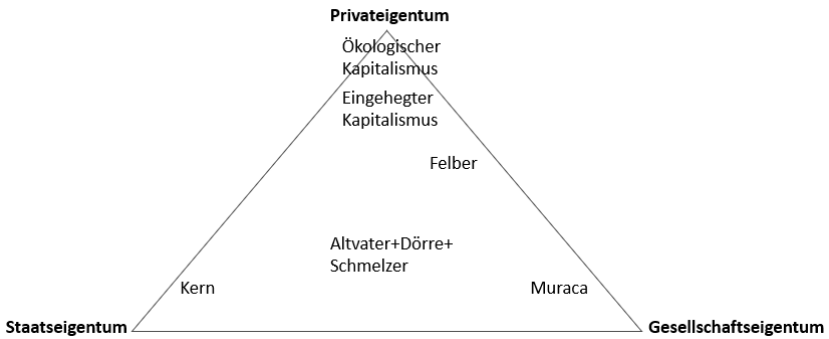 Privateigentum
Ökologischer
Kapitalismus
Eingehegter
Kapitalismus
Felber
Altvater+Dörre+
Schmelzer
Kern
Muraca
Staatseigentum
Gesellschaftseigentum